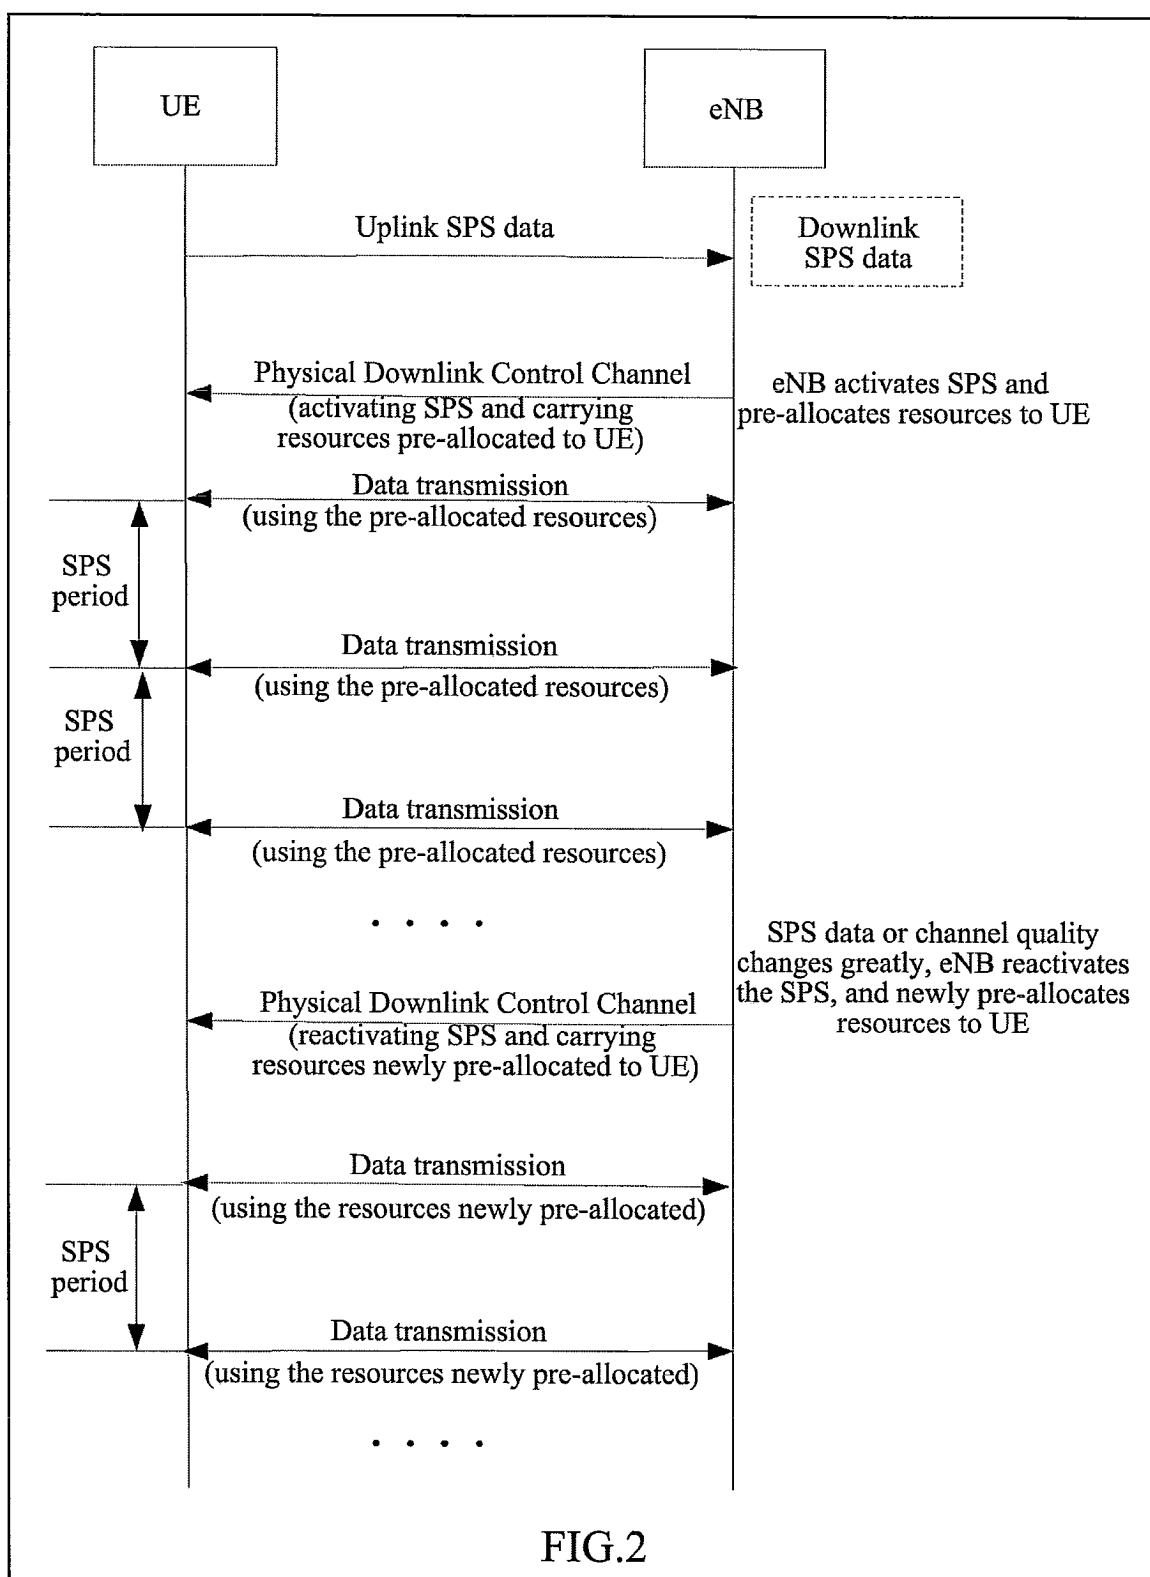 UE
eNB
Uplink SPS data
Downlink
SPS data
Physical Downlink Control Channel
(activating SPS and carrying
resources pre-allocated to UE)
eNB activates SPS and
pre-allocates resources to UE
Data transmission
(using the pre-allocated resources)
SPS
period
Data transmission
(using the pre-allocated resources)
SPS
period
Data transmission
(using the pre-allocated resources)
. . . .
SPS data or channel quality
changes greatly, eNB reactivates
the SPS, and newly pre-allocates
resources to UE
Physical Downlink Control Channel
(reactivating SPS and carrying
resources newly pre-allocated to UE)
Data transmission
(using the resources newly pre-allocated)
SPS
period
Data transmission
(using the resources newly pre-allocated)
. . . .
FIG.2